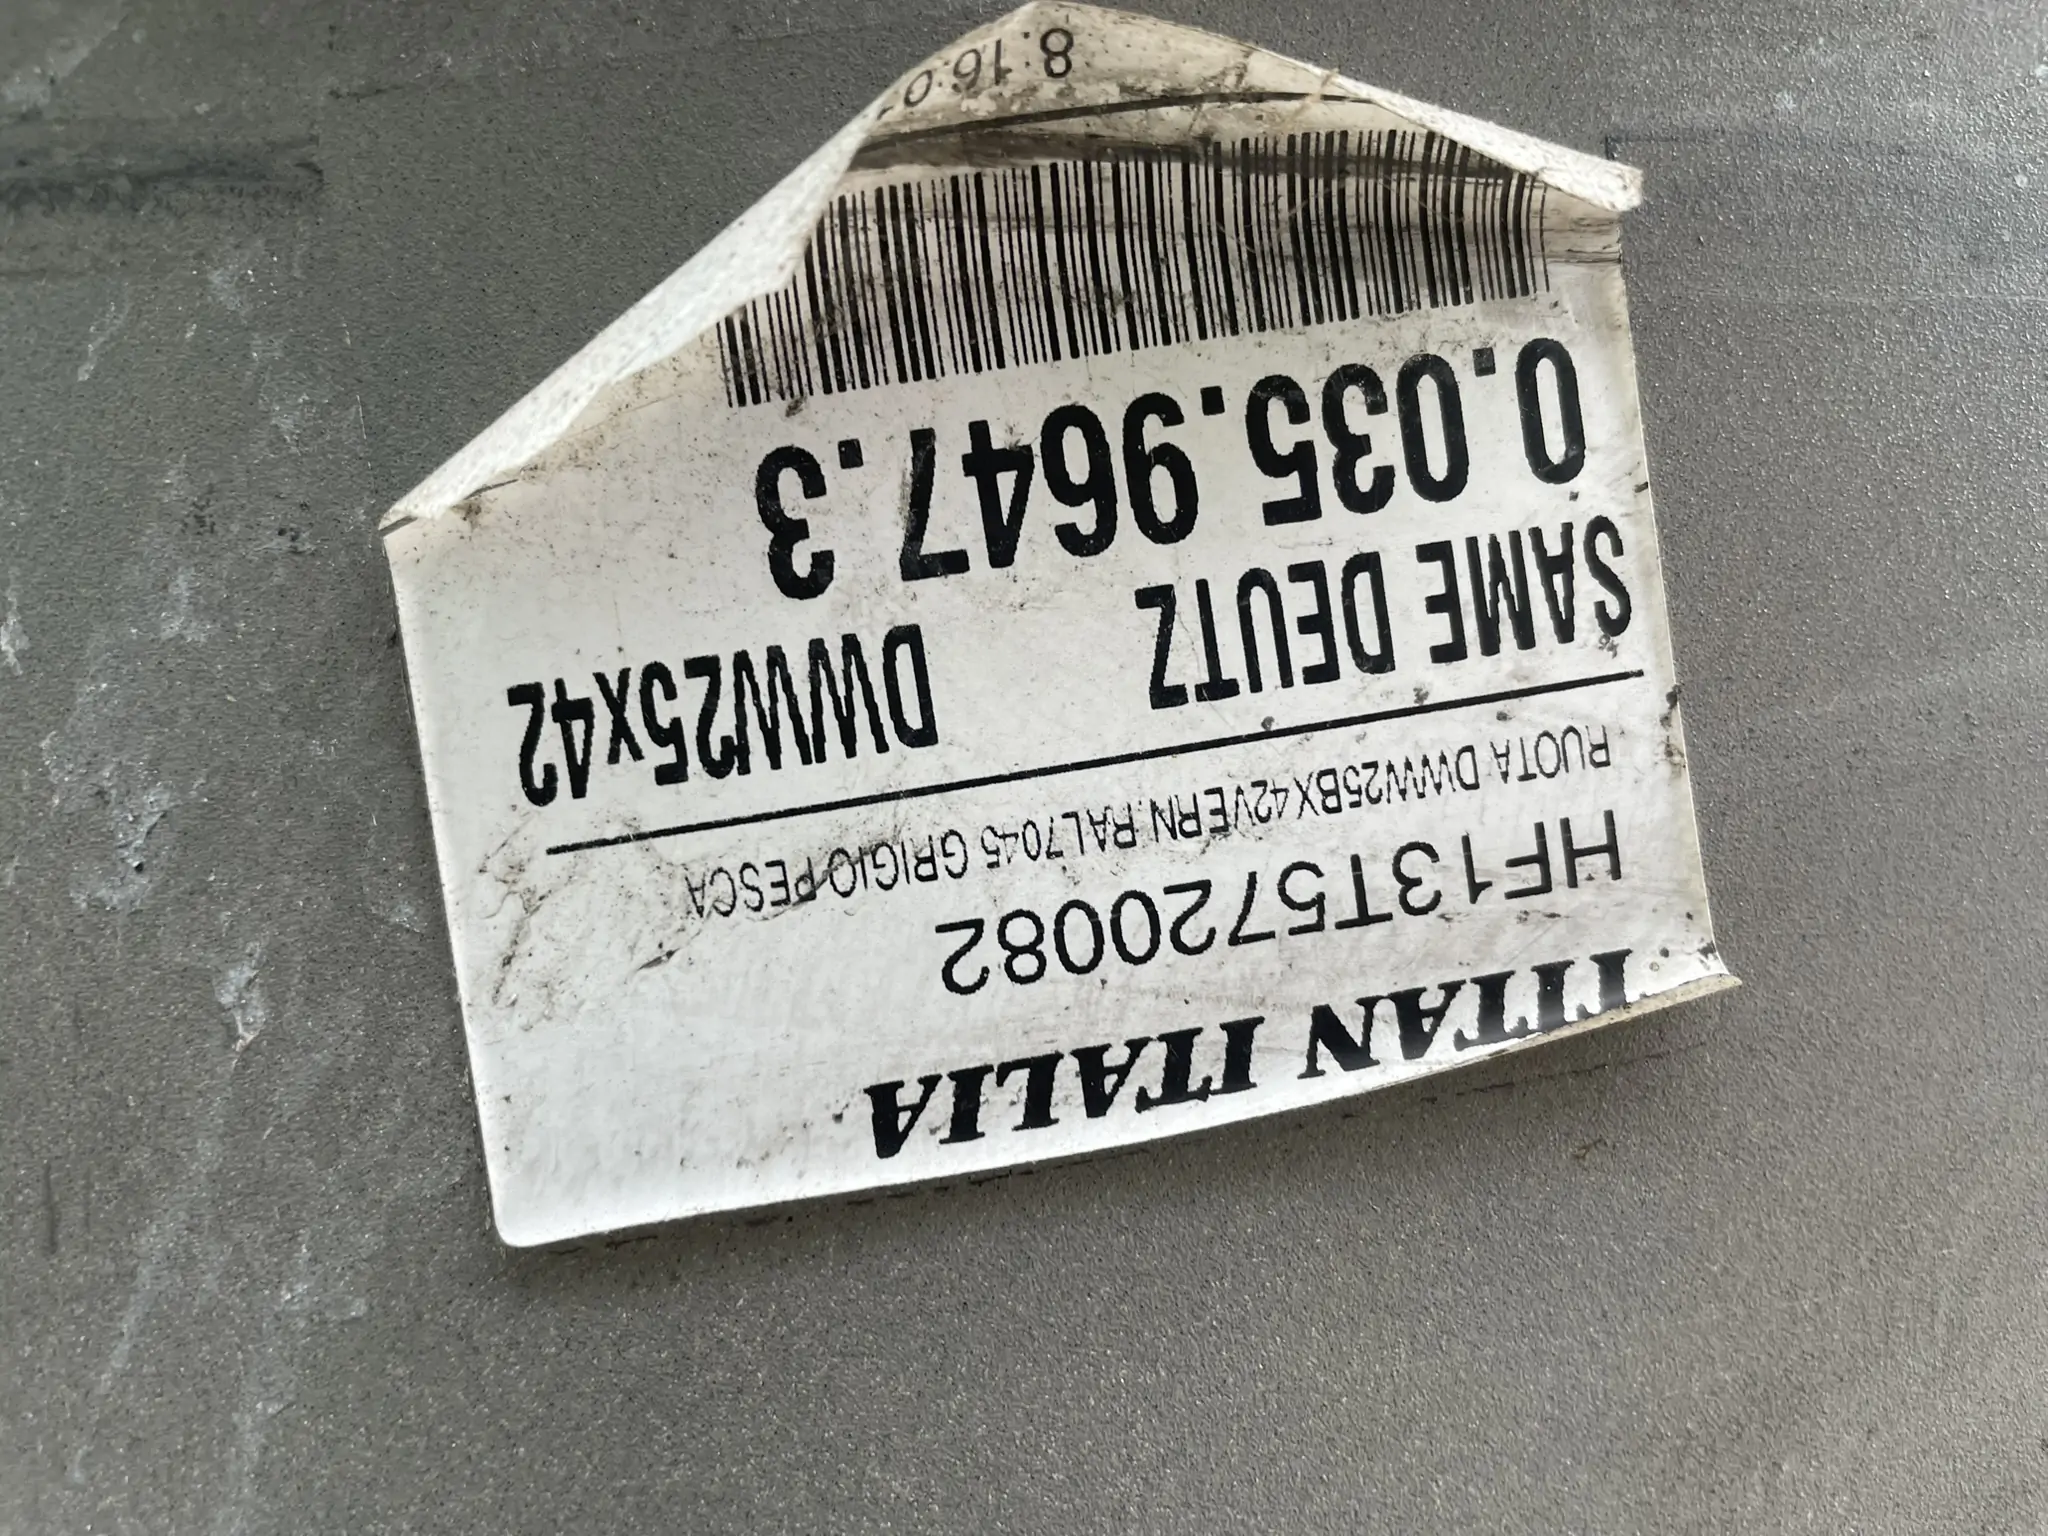 TITAN ITALIA
HF13T5720082
RUOTA DWW25BX42VERN.RAL7045 GRIGIO PESCA
SAME DEUTZ DWW25x42
0.035.9647.3
8.16.0